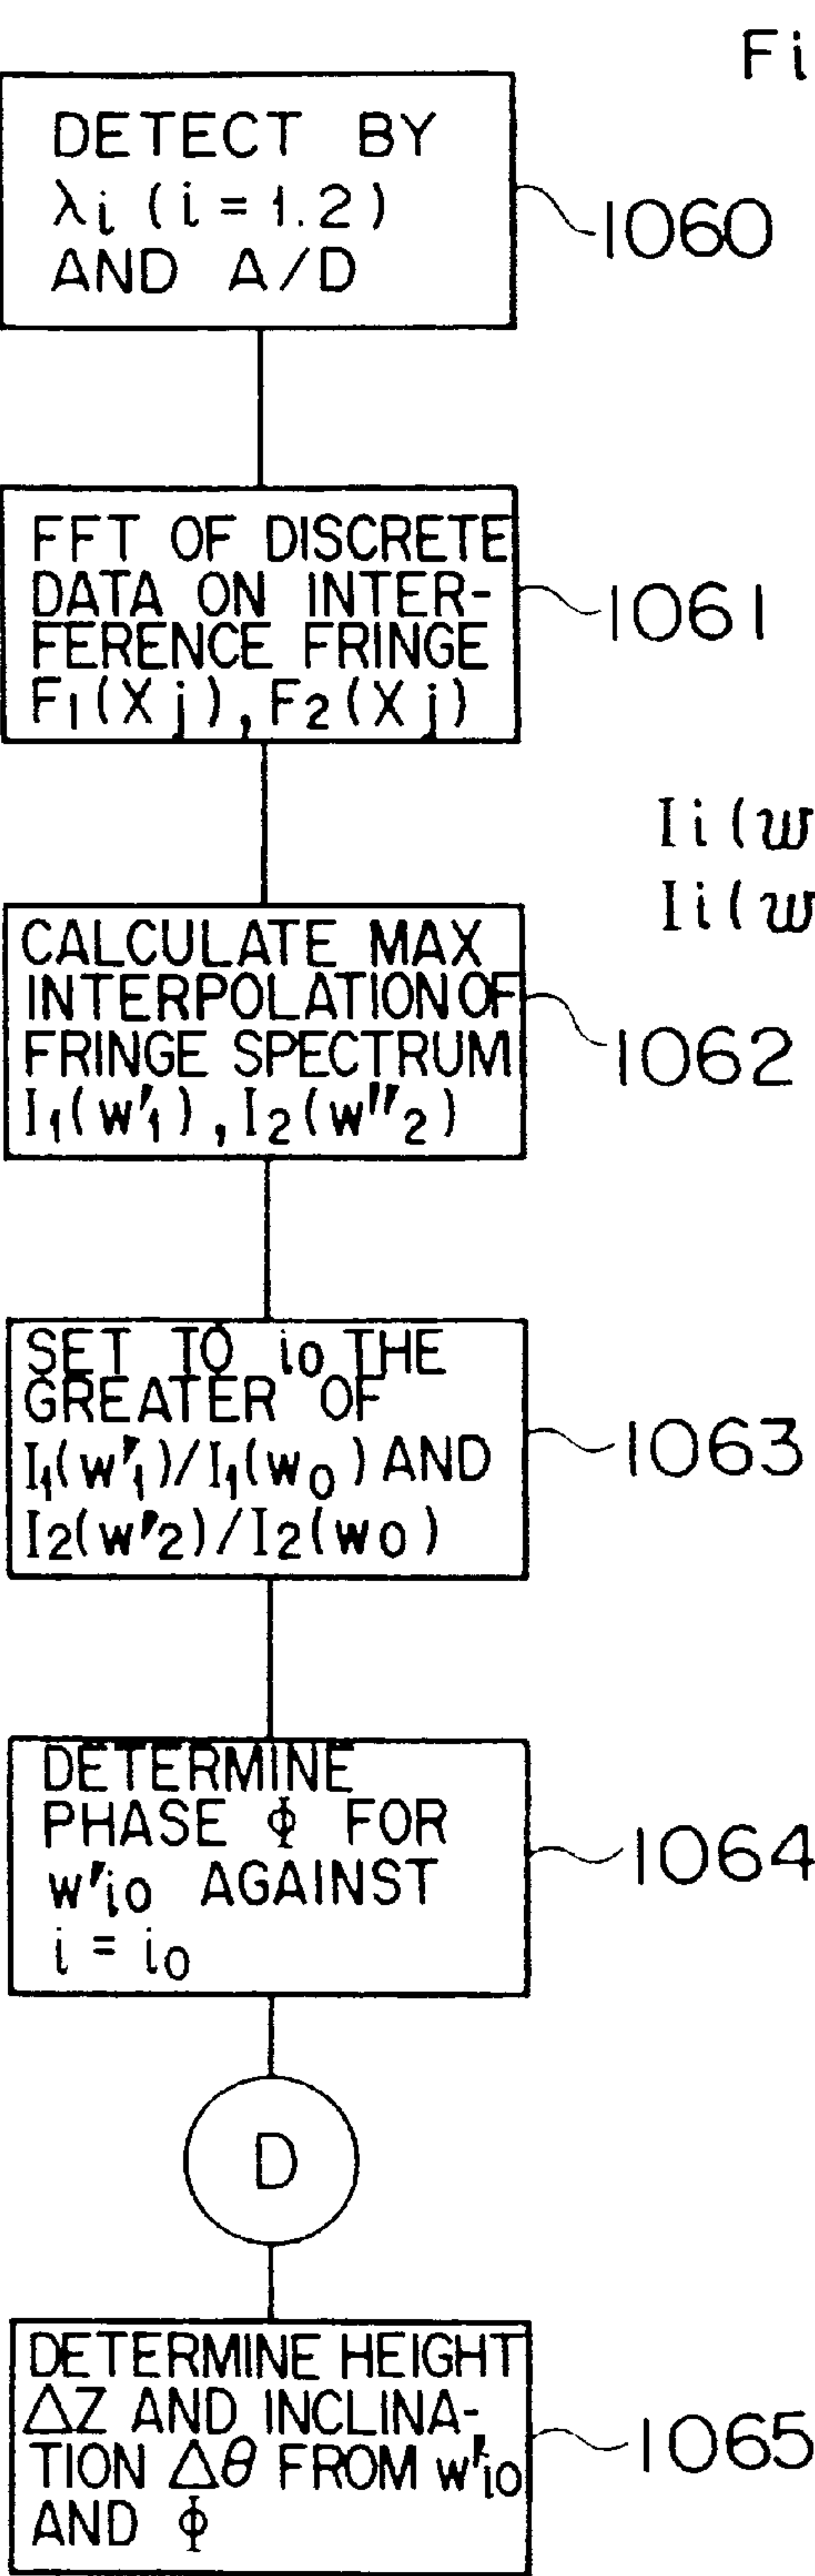 Fi
DETECT BY
λi (i = 1.2)
AND A/D
1060
FFT OF DISCRETE
DATA ON INTER-
FERENCE FRINGE
F1(Xj), F2(Xj)
1061
Ii(w
Ii(w
CALCULATE MAX
INTERPOLATION OF
FRINGE SPECTRUM
I1(w'1), I2(w''2)
1062
SET TO i0 THE
GREATER OF
I1(w'1)/I1(w0) AND
I2(w'2)/I2(w0)
1063
DETERMINE
PHASE Φ FOR
w'i0 AGAINST
i = i0
1064
D
DETERMINE HEIGHT
ΔZ AND INCLINA-
TION Δθ FROM w'i0
AND Φ
1065